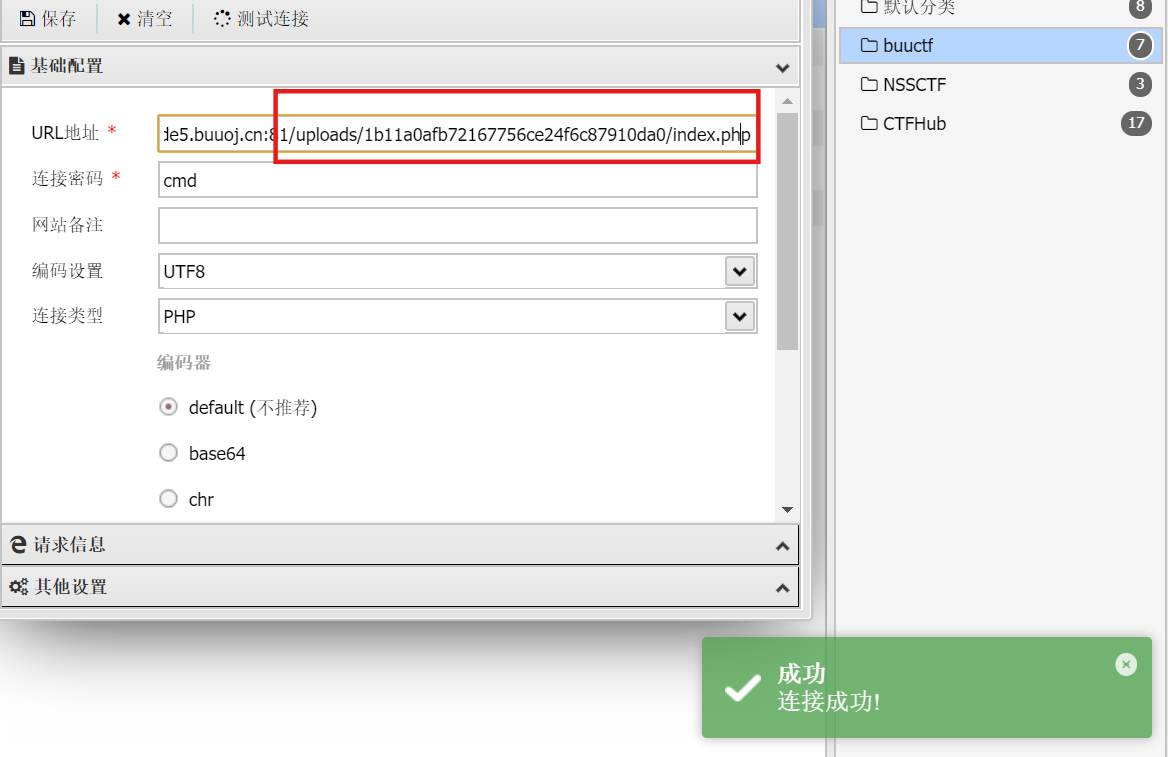 保存 清空 测试连接
默认分类 8
基础配置
buuctf 7
NSSCTF 3
CTFHub 17
URL地址 * de5.buuoj.cn:81/uploads/1b11a0afb72167756ce24f6c87910da0/index.php
连接密码 * cmd
网站备注
编码设置 UTF8
连接类型 PHP
编码器
default (不推荐)
base64
chr
请求信息
其他设置
成功
连接成功!